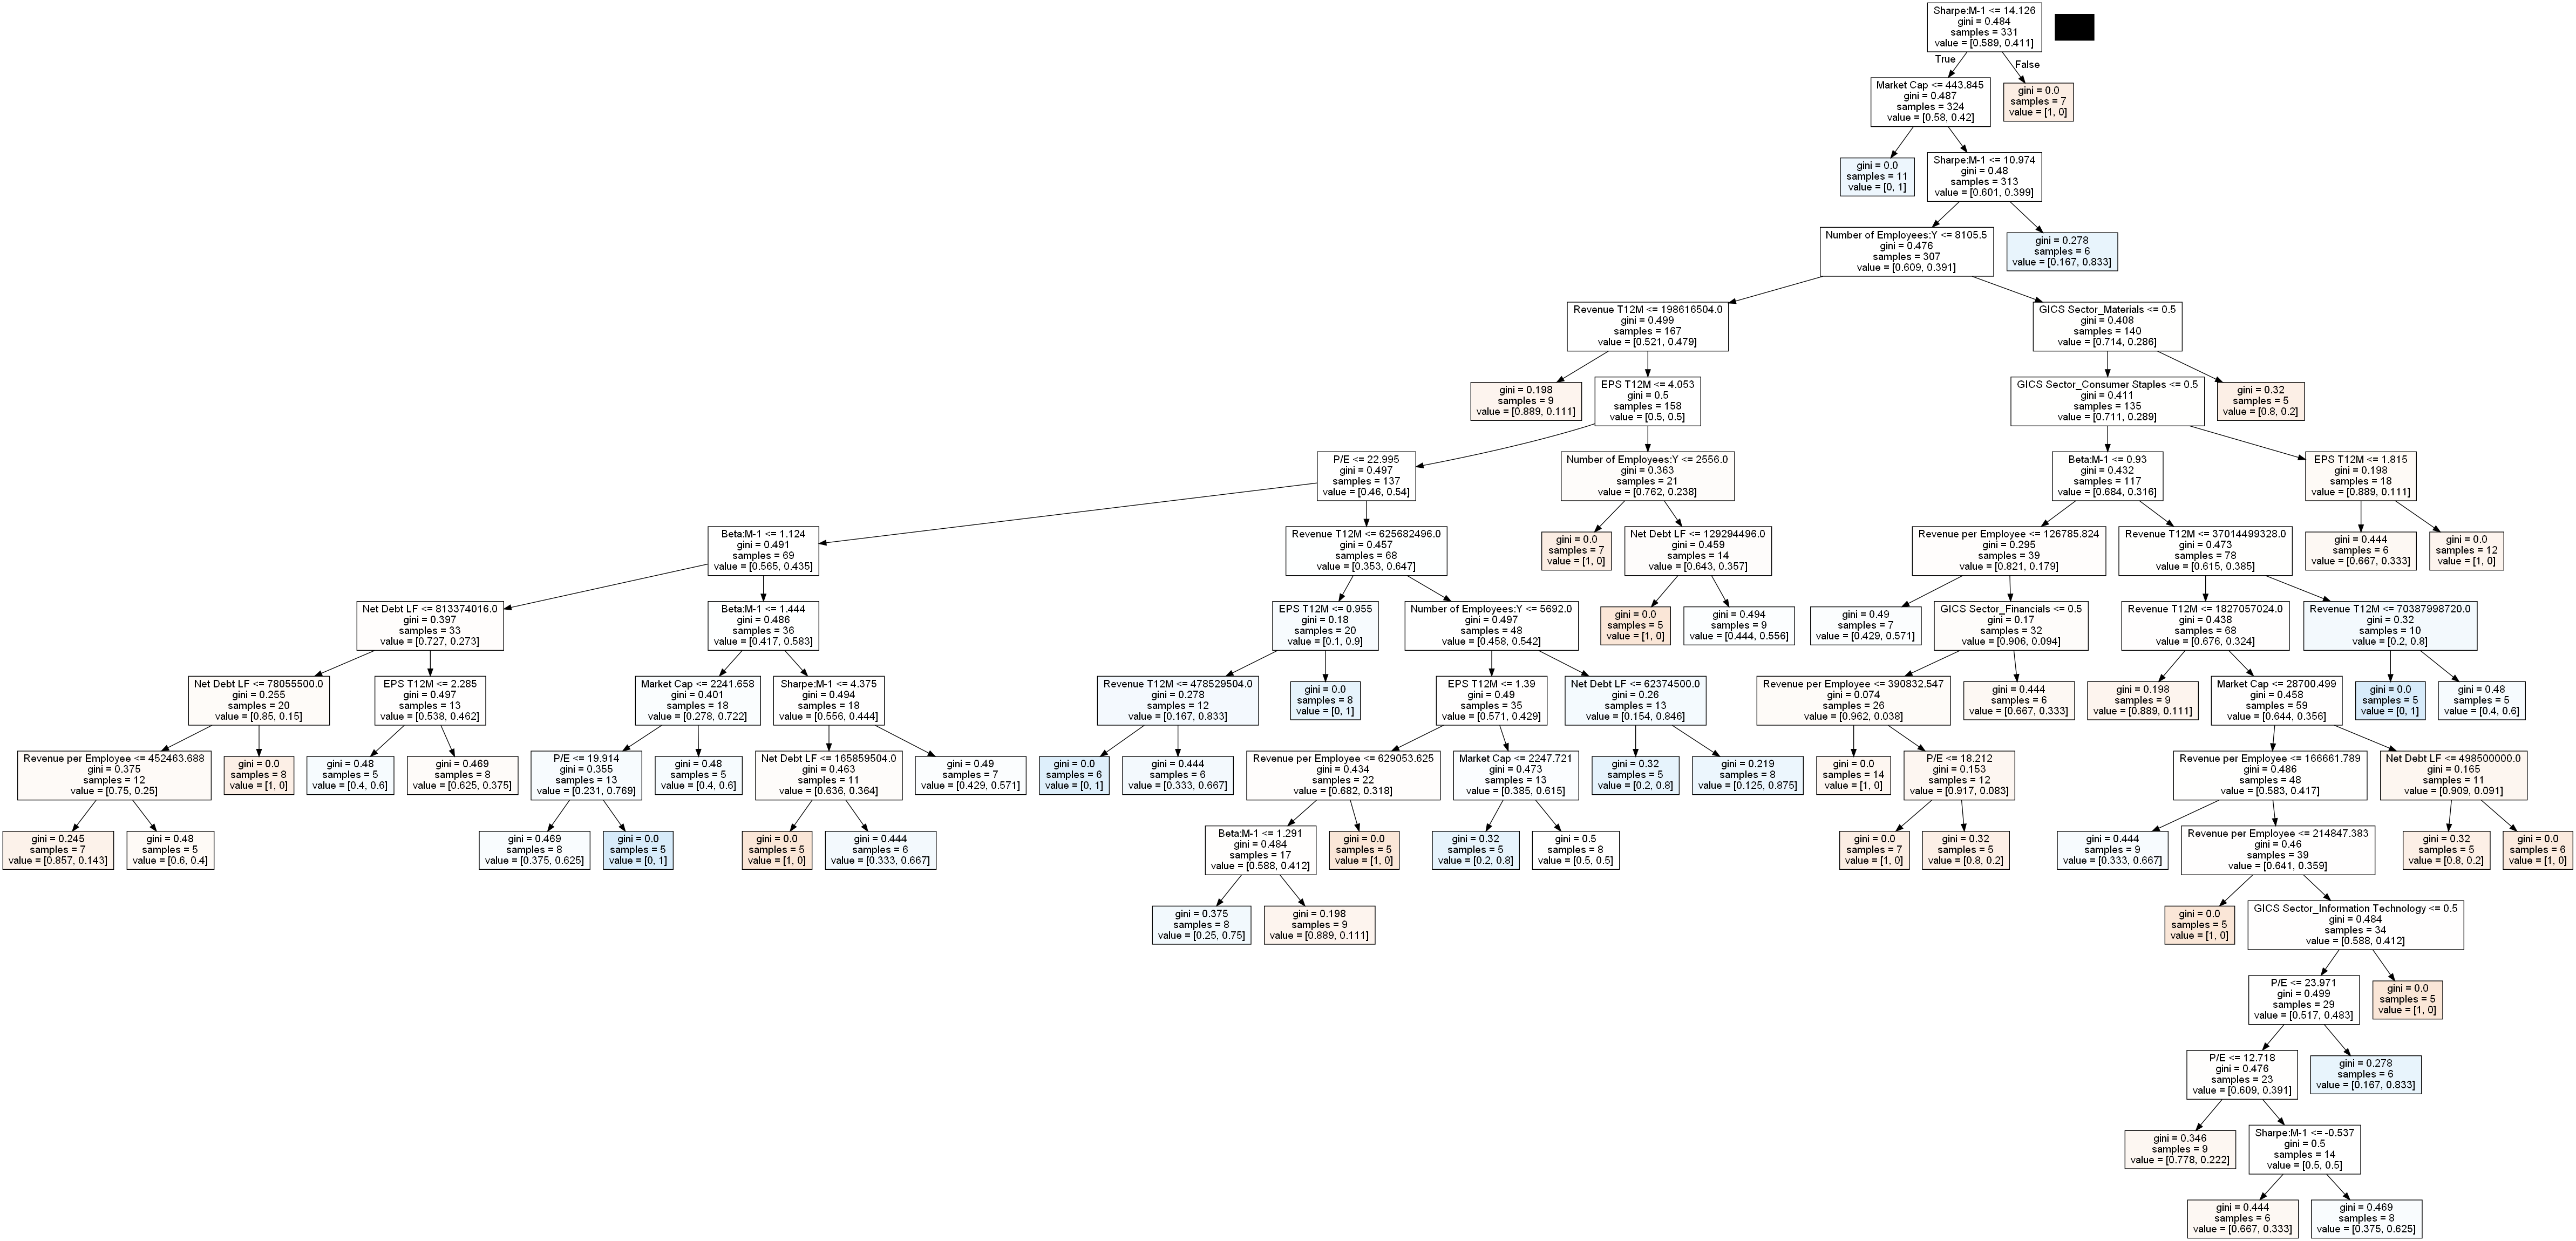 Sharpe:M-1 <= 14.126
gini = 0.484
samples = 331
value = [0.589, 0.411]
True
False
Market Cap <= 443.845
gini = 0.487
samples = 324
value = [0.58, 0.42]
gini = 0.0
samples = 7
value = [1, 0]
gini = 0.0
samples = 11
value = [0, 1]
Sharpe:M-1 <= 10.974
gini = 0.48
samples = 313
value = [0.601, 0.399]
Number of Employees:Y <= 8105.5
gini = 0.476
samples = 307
value = [0.609, 0.391]
gini = 0.278
samples = 6
value = [0.167, 0.833]
Revenue T12M <= 198616504.0
gini = 0.499
samples = 167
value = [0.521, 0.479]
GICS Sector_Materials <= 0.5
gini = 0.408
samples = 140
value = [0.714, 0.286]
gini = 0.198
samples = 9
value = [0.889, 0.111]
EPS T12M <= 4.053
gini = 0.5
samples = 158
value = [0.5, 0.5]
GICS Sector_Consumer Staples <= 0.5
gini = 0.411
samples = 135
value = [0.711, 0.289]
gini = 0.32
samples = 5
value = [0.8, 0.2]
P/E <= 22.995
gini = 0.497
samples = 137
value = [0.46, 0.54]
Number of Employees:Y <= 2556.0
gini = 0.363
samples = 21
value = [0.762, 0.238]
Beta:M-1 <= 0.93
gini = 0.432
samples = 117
value = [0.684, 0.316]
EPS T12M <= 1.815
gini = 0.198
samples = 18
value = [0.889, 0.111]
Beta:M-1 <= 1.124
gini = 0.491
samples = 69
value = [0.565, 0.435]
Revenue T12M <= 625682496.0
gini = 0.457
samples = 68
value = [0.353, 0.647]
gini = 0.0
samples = 7
value = [1, 0]
Net Debt LF <= 129294496.0
gini = 0.459
samples = 14
value = [0.643, 0.357]
Revenue per Employee <= 126785.824
gini = 0.295
samples = 39
value = [0.821, 0.179]
Revenue T12M <= 37014499328.0
gini = 0.473
samples = 78
value = [0.615, 0.385]
gini = 0.444
samples = 6
value = [0.667, 0.333]
gini = 0.0
samples = 12
value = [1, 0]
Net Debt LF <= 813374016.0
gini = 0.397
samples = 33
value = [0.727, 0.273]
Beta:M-1 <= 1.444
gini = 0.486
samples = 36
value = [0.417, 0.583]
EPS T12M <= 0.955
gini = 0.18
samples = 20
value = [0.1, 0.9]
Number of Employees:Y <= 5692.0
gini = 0.497
samples = 48
value = [0.458, 0.542]
gini = 0.0
samples = 5
value = [1, 0]
gini = 0.494
samples = 9
value = [0.444, 0.556]
gini = 0.49
samples = 7
value = [0.429, 0.571]
GICS Sector_Financials <= 0.5
gini = 0.17
samples = 32
value = [0.906, 0.094]
Revenue T12M <= 1827057024.0
gini = 0.438
samples = 68
value = [0.676, 0.324]
Revenue T12M <= 70387998720.0
gini = 0.32
samples = 10
value = [0.2, 0.8]
Net Debt LF <= 78055500.0
gini = 0.255
samples = 20
value = [0.85, 0.15]
EPS T12M <= 2.285
gini = 0.497
samples = 13
value = [0.538, 0.462]
Market Cap <= 2241.658
gini = 0.401
samples = 18
value = [0.278, 0.722]
Sharpe:M-1 <= 4.375
gini = 0.494
samples = 18
value = [0.556, 0.444]
Revenue T12M <= 478529504.0
gini = 0.278
samples = 12
value = [0.167, 0.833]
gini = 0.0
samples = 8
value = [0, 1]
EPS T12M <= 1.39
gini = 0.49
samples = 35
value = [0.571, 0.429]
Net Debt LF <= 62374500.0
gini = 0.26
samples = 13
value = [0.154, 0.846]
Revenue per Employee <= 390832.547
gini = 0.074
samples = 26
value = [0.962, 0.038]
gini = 0.444
samples = 6
value = [0.667, 0.333]
gini = 0.198
samples = 9
value = [0.889, 0.111]
Market Cap <= 28700.499
gini = 0.458
samples = 59
value = [0.644, 0.356]
gini = 0.0
samples = 5
value = [0, 1]
gini = 0.48
samples = 5
value = [0.4, 0.6]
Revenue per Employee <= 452463.688
gini = 0.375
samples = 12
value = [0.75, 0.25]
gini = 0.0
samples = 8
value = [1, 0]
gini = 0.48
samples = 5
value = [0.4, 0.6]
gini = 0.469
samples = 8
value = [0.625, 0.375]
P/E <= 19.914
gini = 0.355
samples = 13
value = [0.231, 0.769]
gini = 0.48
samples = 5
value = [0.4, 0.6]
Net Debt LF <= 165859504.0
gini = 0.463
samples = 11
value = [0.636, 0.364]
gini = 0.49
samples = 7
value = [0.429, 0.571]
gini = 0.0
samples = 6
value = [0, 1]
gini = 0.444
samples = 6
value = [0.333, 0.667]
Revenue per Employee <= 629053.625
gini = 0.434
samples = 22
value = [0.682, 0.318]
Market Cap <= 2247.721
gini = 0.473
samples = 13
value = [0.385, 0.615]
gini = 0.32
samples = 5
value = [0.2, 0.8]
gini = 0.219
samples = 8
value = [0.125, 0.875]
gini = 0.0
samples = 14
value = [1, 0]
P/E <= 18.212
gini = 0.153
samples = 12
value = [0.917, 0.083]
Revenue per Employee <= 166661.789
gini = 0.486
samples = 48
value = [0.583, 0.417]
Net Debt LF <= 498500000.0
gini = 0.165
samples = 11
value = [0.909, 0.091]
gini = 0.245
samples = 7
value = [0.857, 0.143]
gini = 0.48
samples = 5
value = [0.6, 0.4]
gini = 0.469
samples = 8
value = [0.375, 0.625]
gini = 0.0
samples = 5
value = [0, 1]
gini = 0.0
samples = 5
value = [1, 0]
gini = 0.444
samples = 6
value = [0.333, 0.667]
Beta:M-1 <= 1.291
gini = 0.484
samples = 17
value = [0.588, 0.412]
gini = 0.0
samples = 5
value = [1, 0]
gini = 0.32
samples = 5
value = [0.2, 0.8]
gini = 0.5
samples = 8
value = [0.5, 0.5]
gini = 0.0
samples = 7
value = [1, 0]
gini = 0.32
samples = 5
value = [0.8, 0.2]
gini = 0.444
samples = 9
value = [0.333, 0.667]
Revenue per Employee <= 214847.383
gini = 0.46
samples = 39
value = [0.641, 0.359]
gini = 0.32
samples = 5
value = [0.8, 0.2]
gini = 0.0
samples = 6
value = [1, 0]
gini = 0.375
samples = 8
value = [0.25, 0.75]
gini = 0.198
samples = 9
value = [0.889, 0.111]
gini = 0.0
samples = 5
value = [1, 0]
GICS Sector_Information Technology <= 0.5
gini = 0.484
samples = 34
value = [0.588, 0.412]
P/E <= 23.971
gini = 0.499
samples = 29
value = [0.517, 0.483]
gini = 0.0
samples = 5
value = [1, 0]
P/E <= 12.718
gini = 0.476
samples = 23
value = [0.609, 0.391]
gini = 0.278
samples = 6
value = [0.167, 0.833]
gini = 0.346
samples = 9
value = [0.778, 0.222]
Sharpe:M-1 <= -0.537
gini = 0.5
samples = 14
value = [0.5, 0.5]
gini = 0.444
samples = 6
value = [0.667, 0.333]
gini = 0.469
samples = 8
value = [0.375, 0.625]